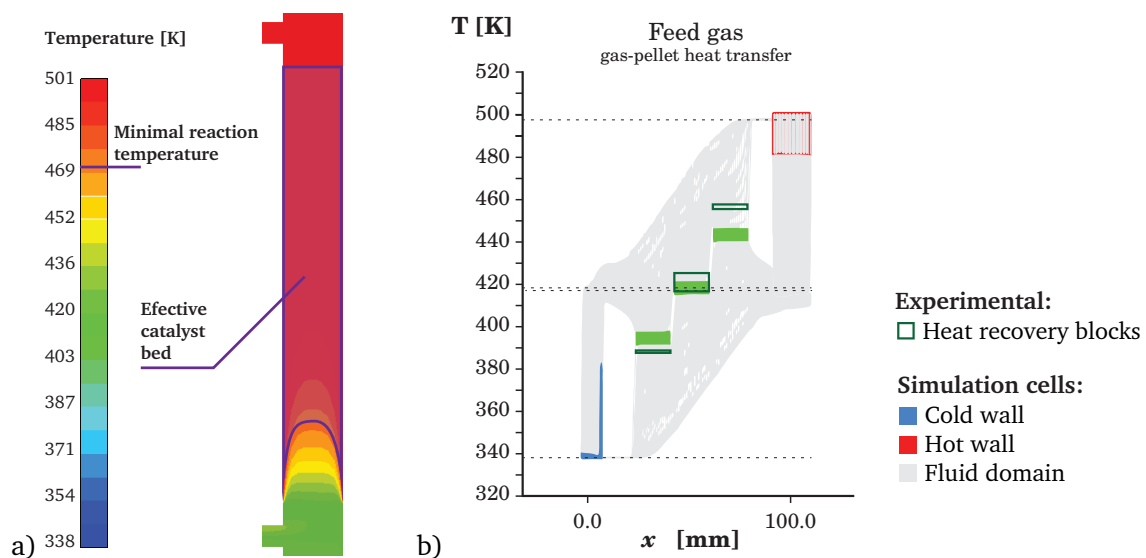 Temperature [K]
501
485
469
452
436
420
403
387
371
354
338
Minimal reaction
temperature
Efective
catalyst
bed
a)
T [K]
Feed gas
gas-pellet heat transfer
520
500
480
460
440
420
400
380
360
340
320
0.0
100.0
x [mm]
b)
Experimental:
Heat recovery blocks
Simulation cells:
Cold wall
Hot wall
Fluid domain